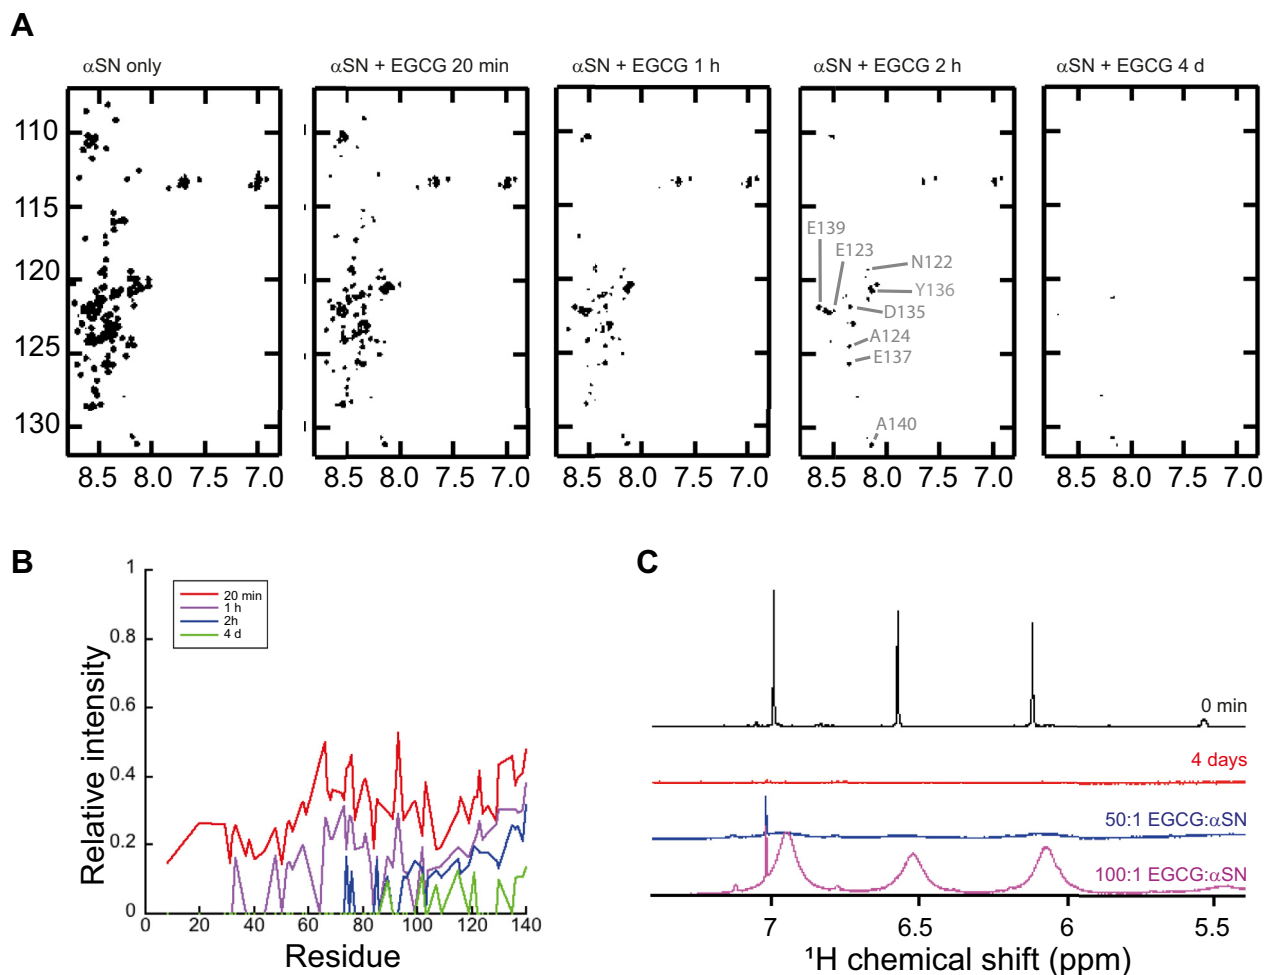 A
αSN only
αSN + EGCG 20 min
αSN + EGCG 1 h
αSN + EGCG 2 h
αSN + EGCG 4 d
110
115
120
125
130
E139
E123
N122
Y136
D135
A124
E137
A140
8.5 8.0 7.5 7.0
8.5 8.0 7.5 7.0
8.5 8.0 7.5 7.0
8.5 8.0 7.5 7.0
8.5 8.0 7.5 7.0
B
1
0.8
0.6
0.4
0.2
0
Relative intensity
20 min
1 h
2h
4 d
0 20 40 60 80 100 120 140
Residue
C
0 min
4 days
50:1 EGCG:αSN
100:1 EGCG:αSN
7 6.5 6 5.5
¹H chemical shift (ppm)